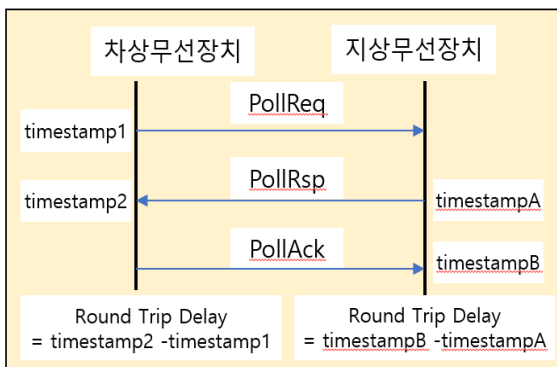 차상무선장치
지상무선장치
PollReq
timestamp1
PollRsp
timestamp2
timestampA
PollAck
timestampB
Round Trip Delay
= timestamp2 -timestamp1
Round Trip Delay
= timestampB -timestampA